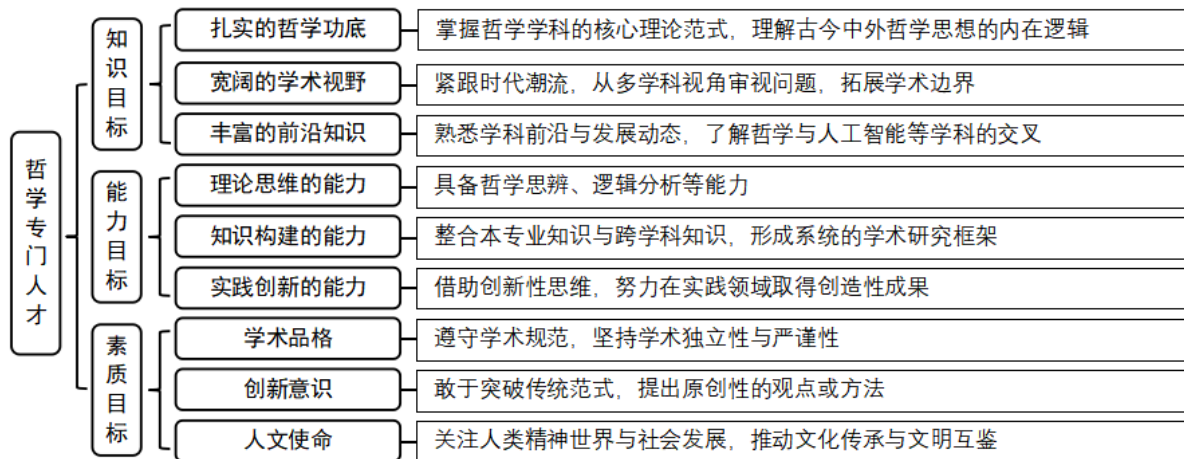 哲学专门人才
知识目标
扎实的哲学功底
掌握哲学学科的核心理论范式，理解古今中外哲学思想的内在逻辑
宽阔的学术视野
紧跟时代潮流，从多学科视角审视问题，拓展学术边界
丰富的前沿知识
熟悉学科前沿与发展动态，了解哲学与人工智能等学科的交叉
能力目标
理论思维的能力
具备哲学思辨、逻辑分析等能力
知识构建的能力
整合本专业知识与跨学科知识，形成系统的学术研究框架
实践创新的能力
借助创新性思维，努力在实践领域取得创造性成果
素质目标
学术品格
遵守学术规范，坚持学术独立性与严谨性
创新意识
敢于突破传统范式，提出原创性的观点或方法
人文使命
关注人类精神世界与社会发展，推动文化传承与文明互鉴